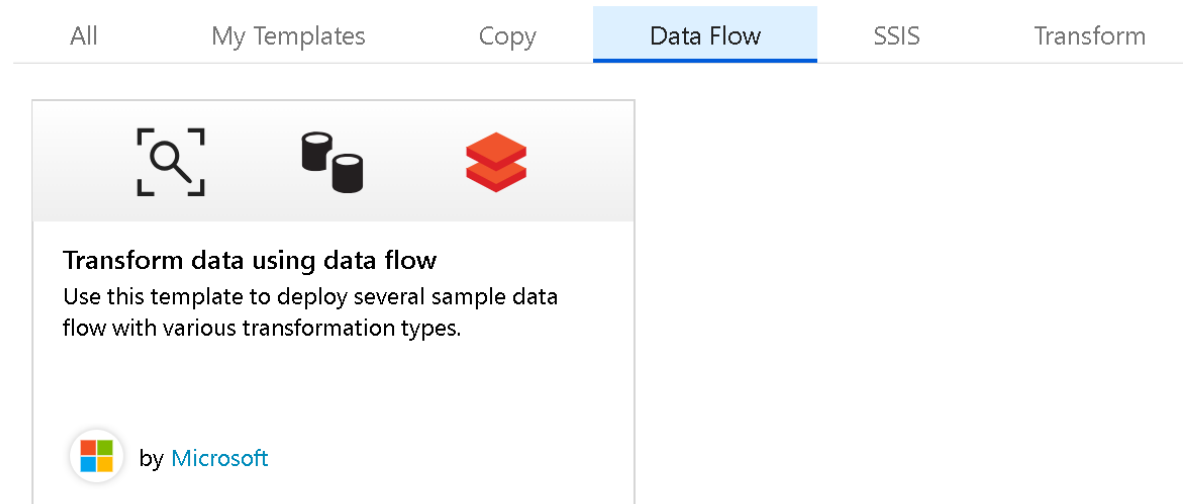 All My Templates Copy Data Flow SSIS Transform
Transform data using data flow
Use this template to deploy several sample data
flow with various transformation types.
by Microsoft